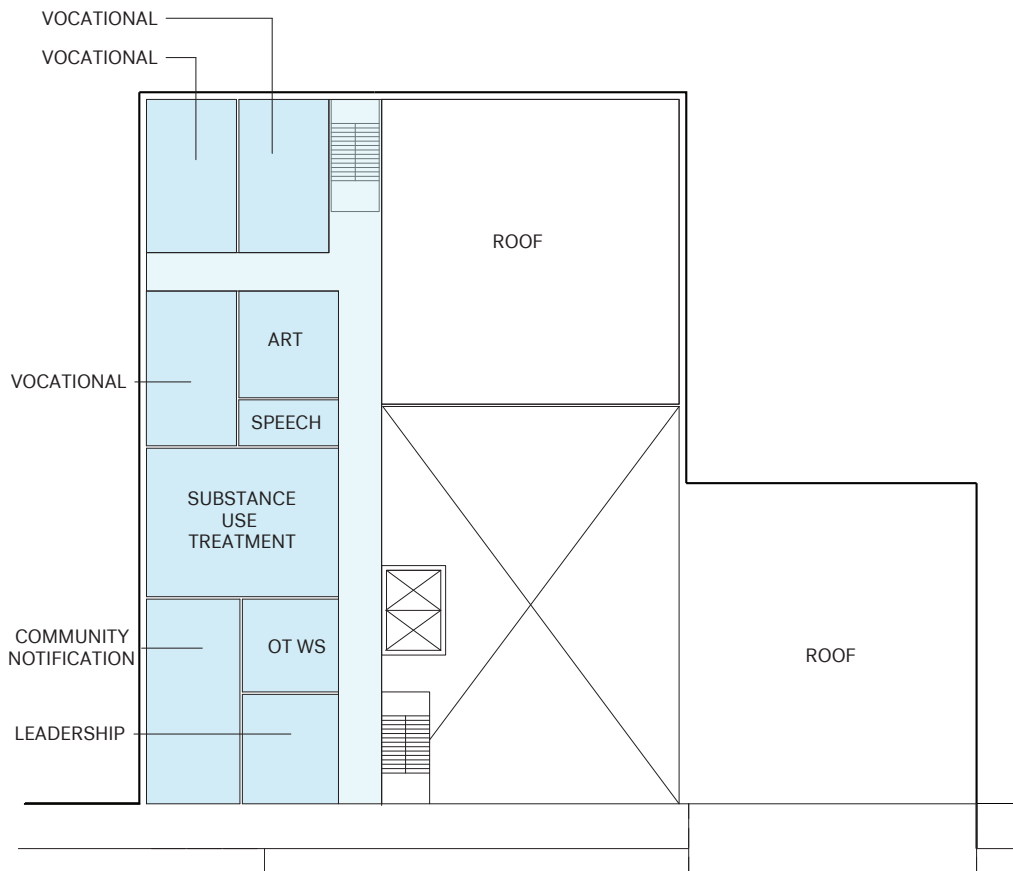 VOCATIONAL
VOCATIONAL
ROOF
ART
VOCATIONAL
SPEECH
SUBSTANCE
USE
TREATMENT
COMMUNITY
NOTIFICATION
OT WS
ROOF
LEADERSHIP